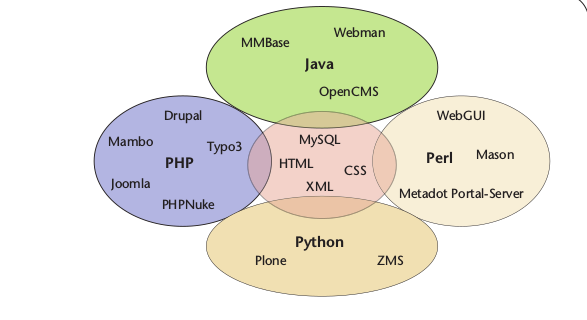 MMBase
Webman
Java
OpenCMS
Drupal
Mambo
Typo3
PHP
Joomla
PHPNuke
MySQL
HTML
CSS
XML
WebGUI
Perl
Mason
Metadot Portal-Server
Python
Plone
ZMS